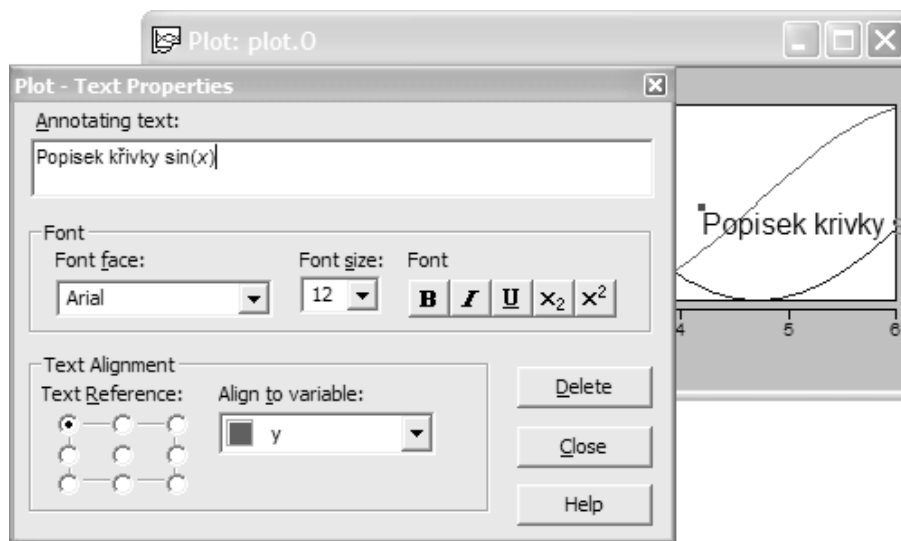 Plot: plot.0
Plot - Text Properties
Annotating text:
Popisek křivky sin(x)
Font
Font face:
Font size:
Font
Arial
12
B I U x₂ x²
Text Alignment
Text Reference:
Align to variable:
y
Delete
Close
Help
Popisek krivky s
4 5 6